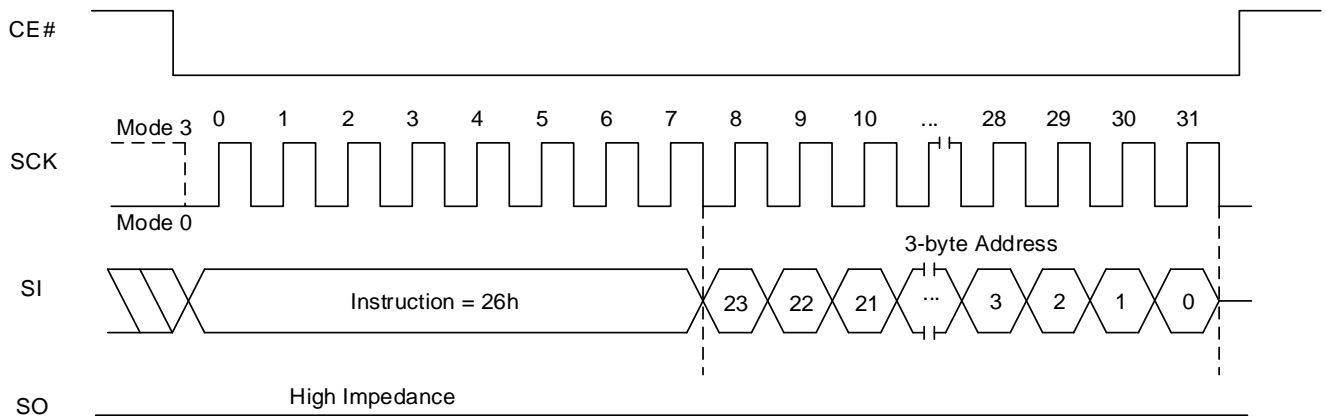 CE#
Mode 3
0 1 2 3 4 5 6 7 8 9 10 ... 28 29 30 31
SCK
Mode 0
3-byte Address
SI
Instruction = 26h
23 22 21 ... 3 2 1 0
High Impedance
SO